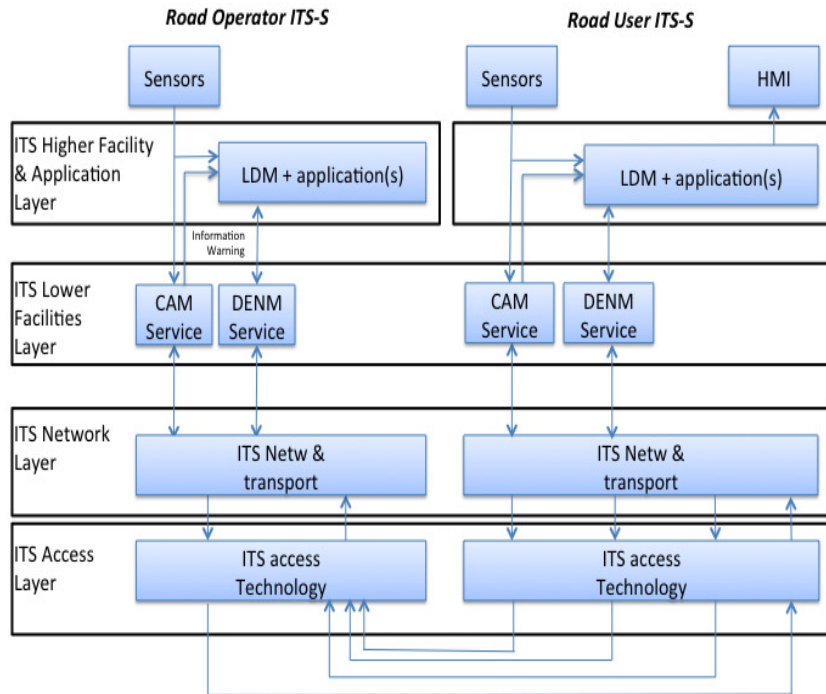 Road Operator ITS-S
Road User ITS-S
Sensors
Sensors
HMI
ITS Higher Facility
& Application
Layer
LDM + application(s)
LDM + application(s)
Information
Warning
ITS Lower
Facilities
Layer
CAM
Service
DENM
Service
CAM
Service
DENM
Service
ITS Network
Layer
ITS Netw &
transport
ITS Netw &
transport
ITS Access
Layer
ITS access
Technology
ITS access
Technology